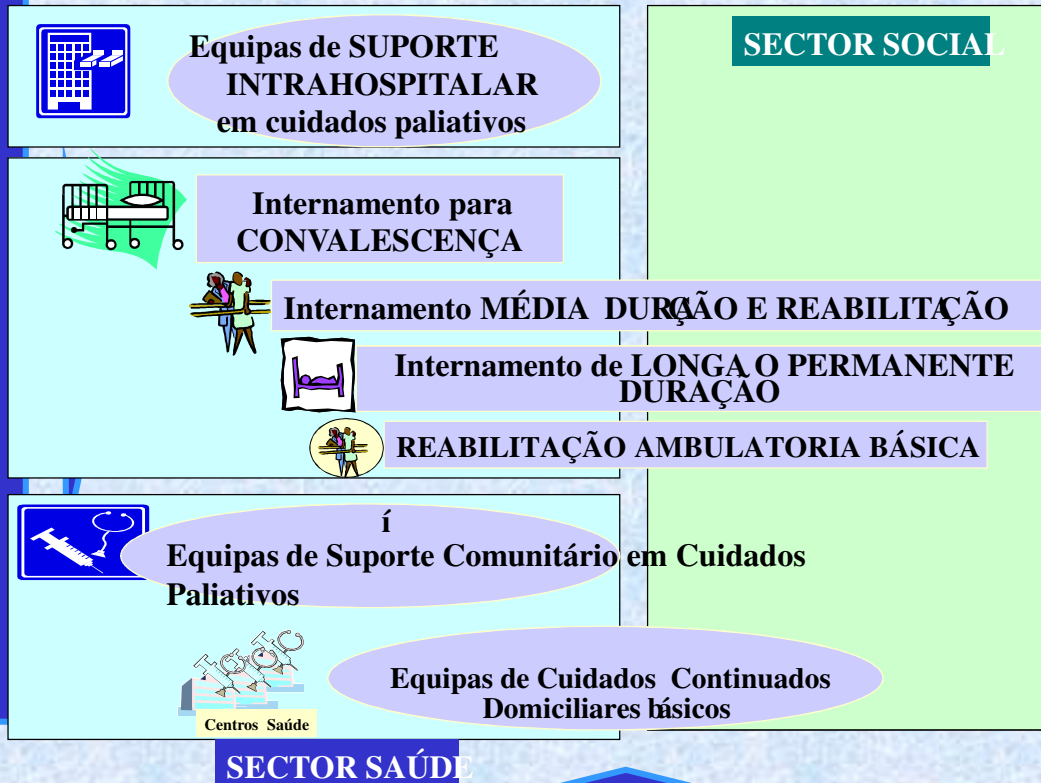 Equipas de SUPORTE
INTRAHOSPITALAR
em cuidados paliativos
SECTOR SOCIAL
Internamento para
CONVALESCENÇA
Internamento MÉDIA DURAÇÃO E REABILITAÇÃO
Internamento de LONGA O PERMANENTE
DURAÇÃO
REABILITAÇÃO AMBULATORIA BÁSICA
í
Equipas de Suporte Comunitário em Cuidados
Paliativos
Equipas de Cuidados Continuados
Domiciliares básicos
Centros Saúde
SECTOR SAÚDE